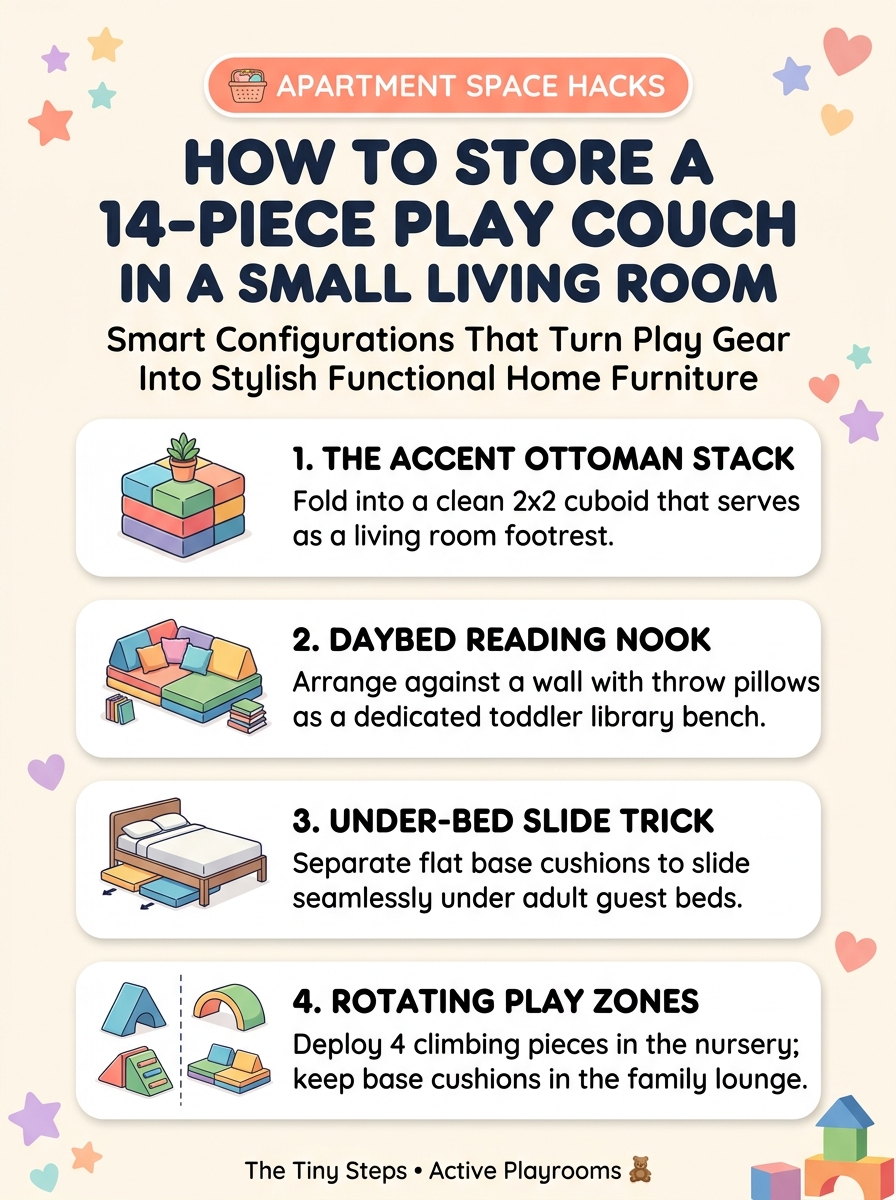 APARTMENT SPACE HACKS
HOW TO STORE A
14-PIECE PLAY COUCH
IN A SMALL LIVING ROOM
Smart Configurations That Turn Play Gear
Into Stylish Functional Home Furniture
1. THE ACCENT OTTOMAN STACK
Fold into a clean 2x2 cuboid that serves
as a living room footrest.
2. DAYBED READING NOOK
Arrange against a wall with throw pillows
as a dedicated toddler library bench.
3. UNDER-BED SLIDE TRICK
Separate flat base cushions to slide
seamlessly under adult guest beds.
4. ROTATING PLAY ZONES
Deploy 4 climbing pieces in the nursery;
keep base cushions in the family lounge.
The Tiny Steps • Active Playrooms 🧸